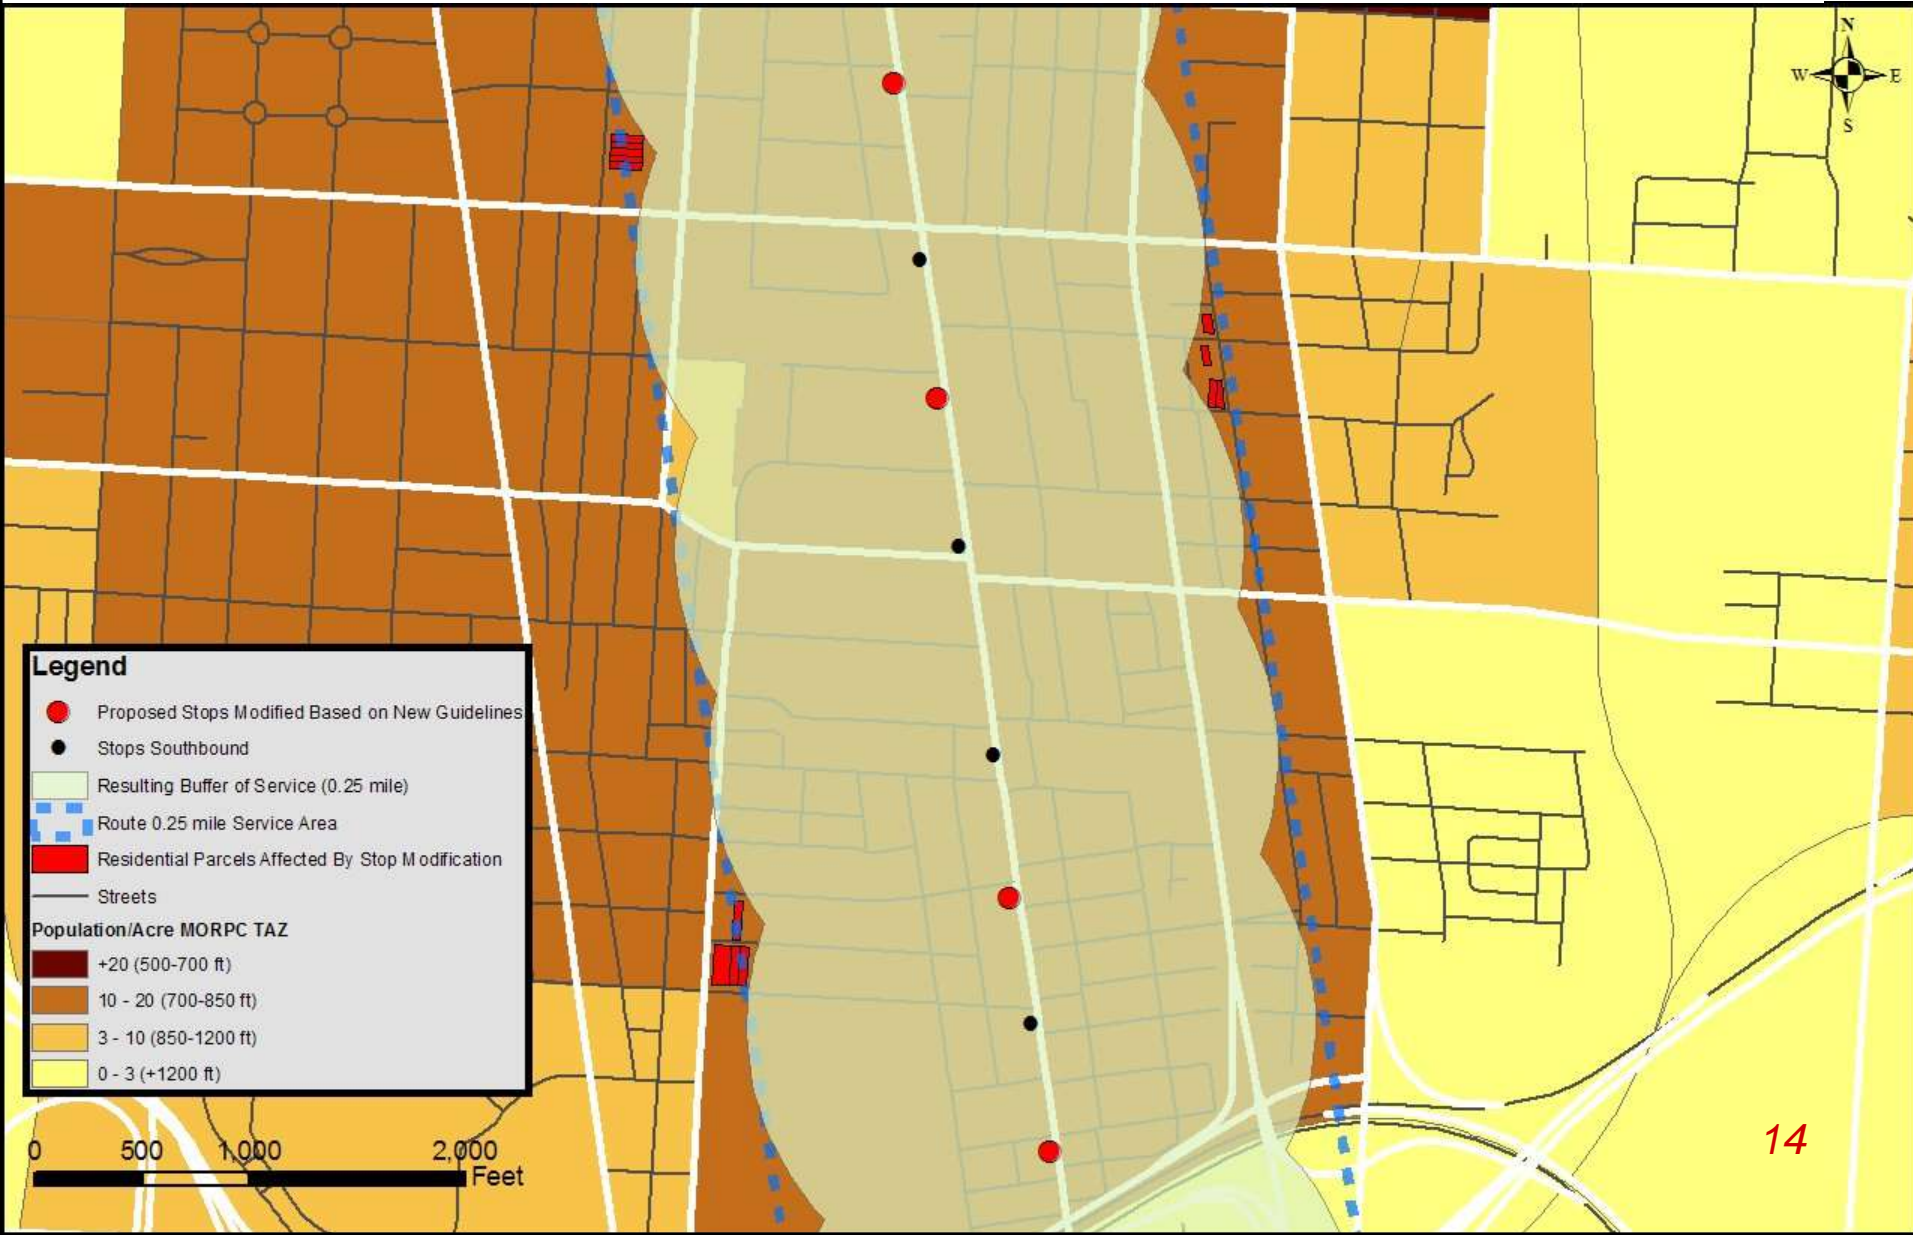 N
W E
S
Legend
Proposed Stops Modified Based on New Guidelines
Stops Southbound
Resulting Buffer of Service (0.25 mile)
Route 0.25 mile Service Area
Residential Parcels Affected By Stop Modification
Streets
Population/Acre MORPC TAZ
+20 (500-700 ft)
10 - 20 (700-850 ft)
3 - 10 (850-1200 ft)
0 - 3 (+1200 ft)
0 500 1,000 2,000
Feet
14